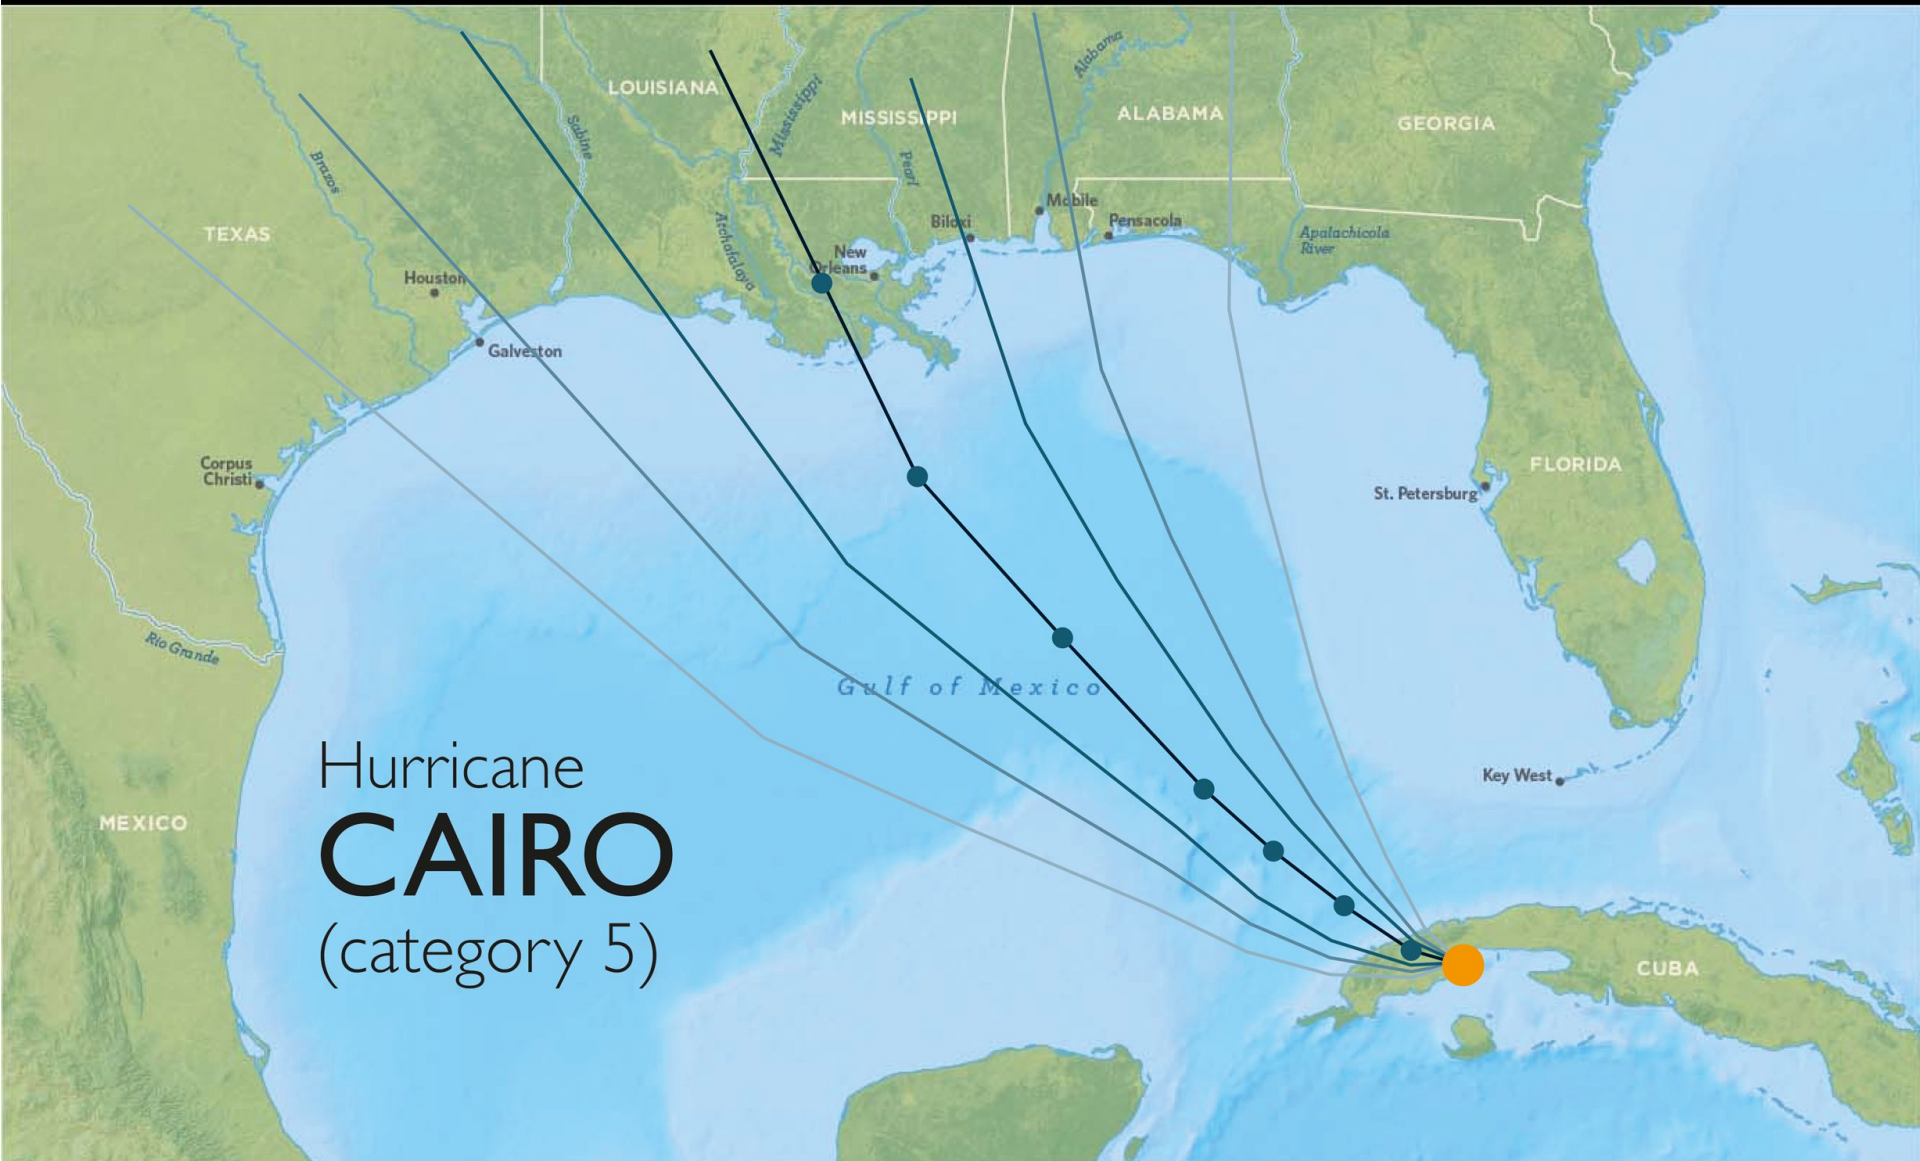 LOUISIANA
Mississippi
MISSISSIPPI
Alabama
ALABAMA
GEORGIA
Sabine
Brazos
Pearl
TEXAS
Atchafalaya
Mobile
Biloxi
Pensacola
Apalachicola
River
New
Orleans
Houston
Galveston
Corpus
Christi
FLORIDA
St. Petersburg
Rio Grande
Gulf of Mexico
Key West
MEXICO
Hurricane
CAIRO
(category 5)
CUBA